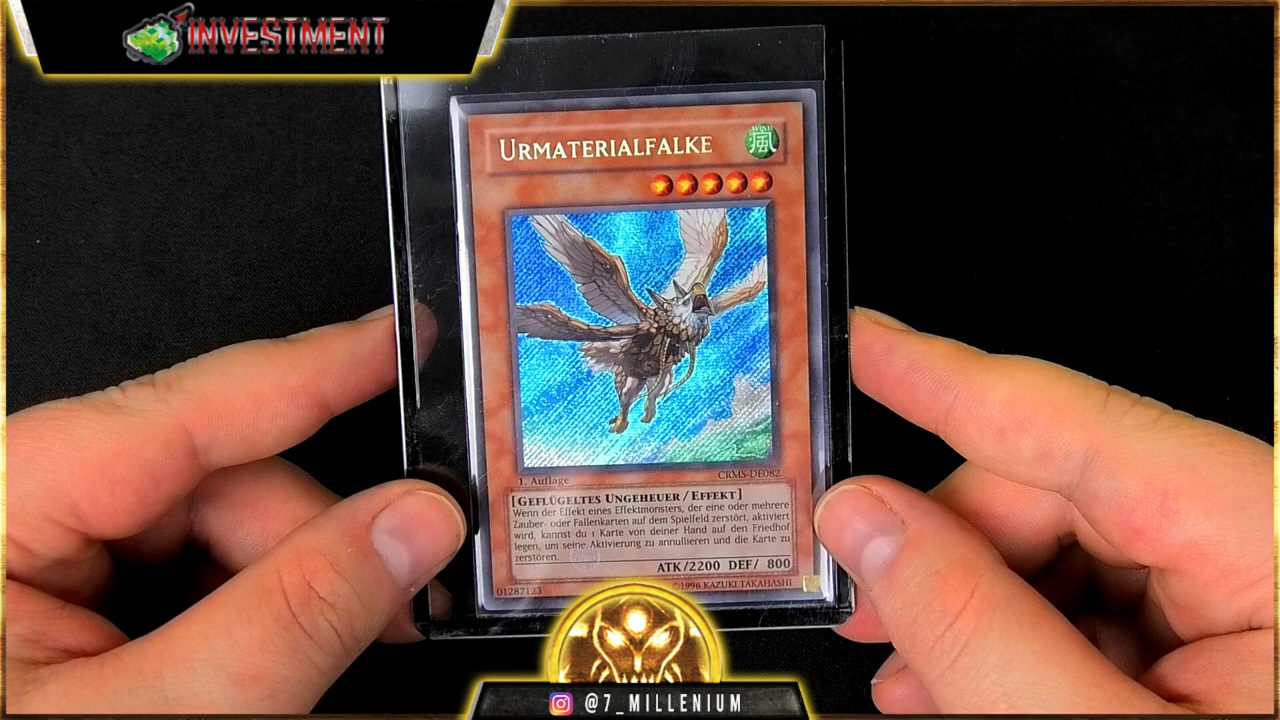 INVESTMENT
URMATERIALFALKE
WIND
風
1. Auflage
CRMS-DE082
[GEFLÜGELTES UNGEHEUER / EFFEKT]
Wenn der Effekt eines Effektmonsters, der eine oder mehrere
Zauber- oder Fallenkarten auf dem Spielfeld zerstört, aktiviert
wird, kannst du 1 Karte von deiner Hand auf den Friedhof
legen, um seine Aktivierung zu annullieren und die Karte zu
zerstören.
ATK/2200 DEF/ 800
01287123
©1996 KAZUKI TAKAHASHI
@7_MILLENIUM